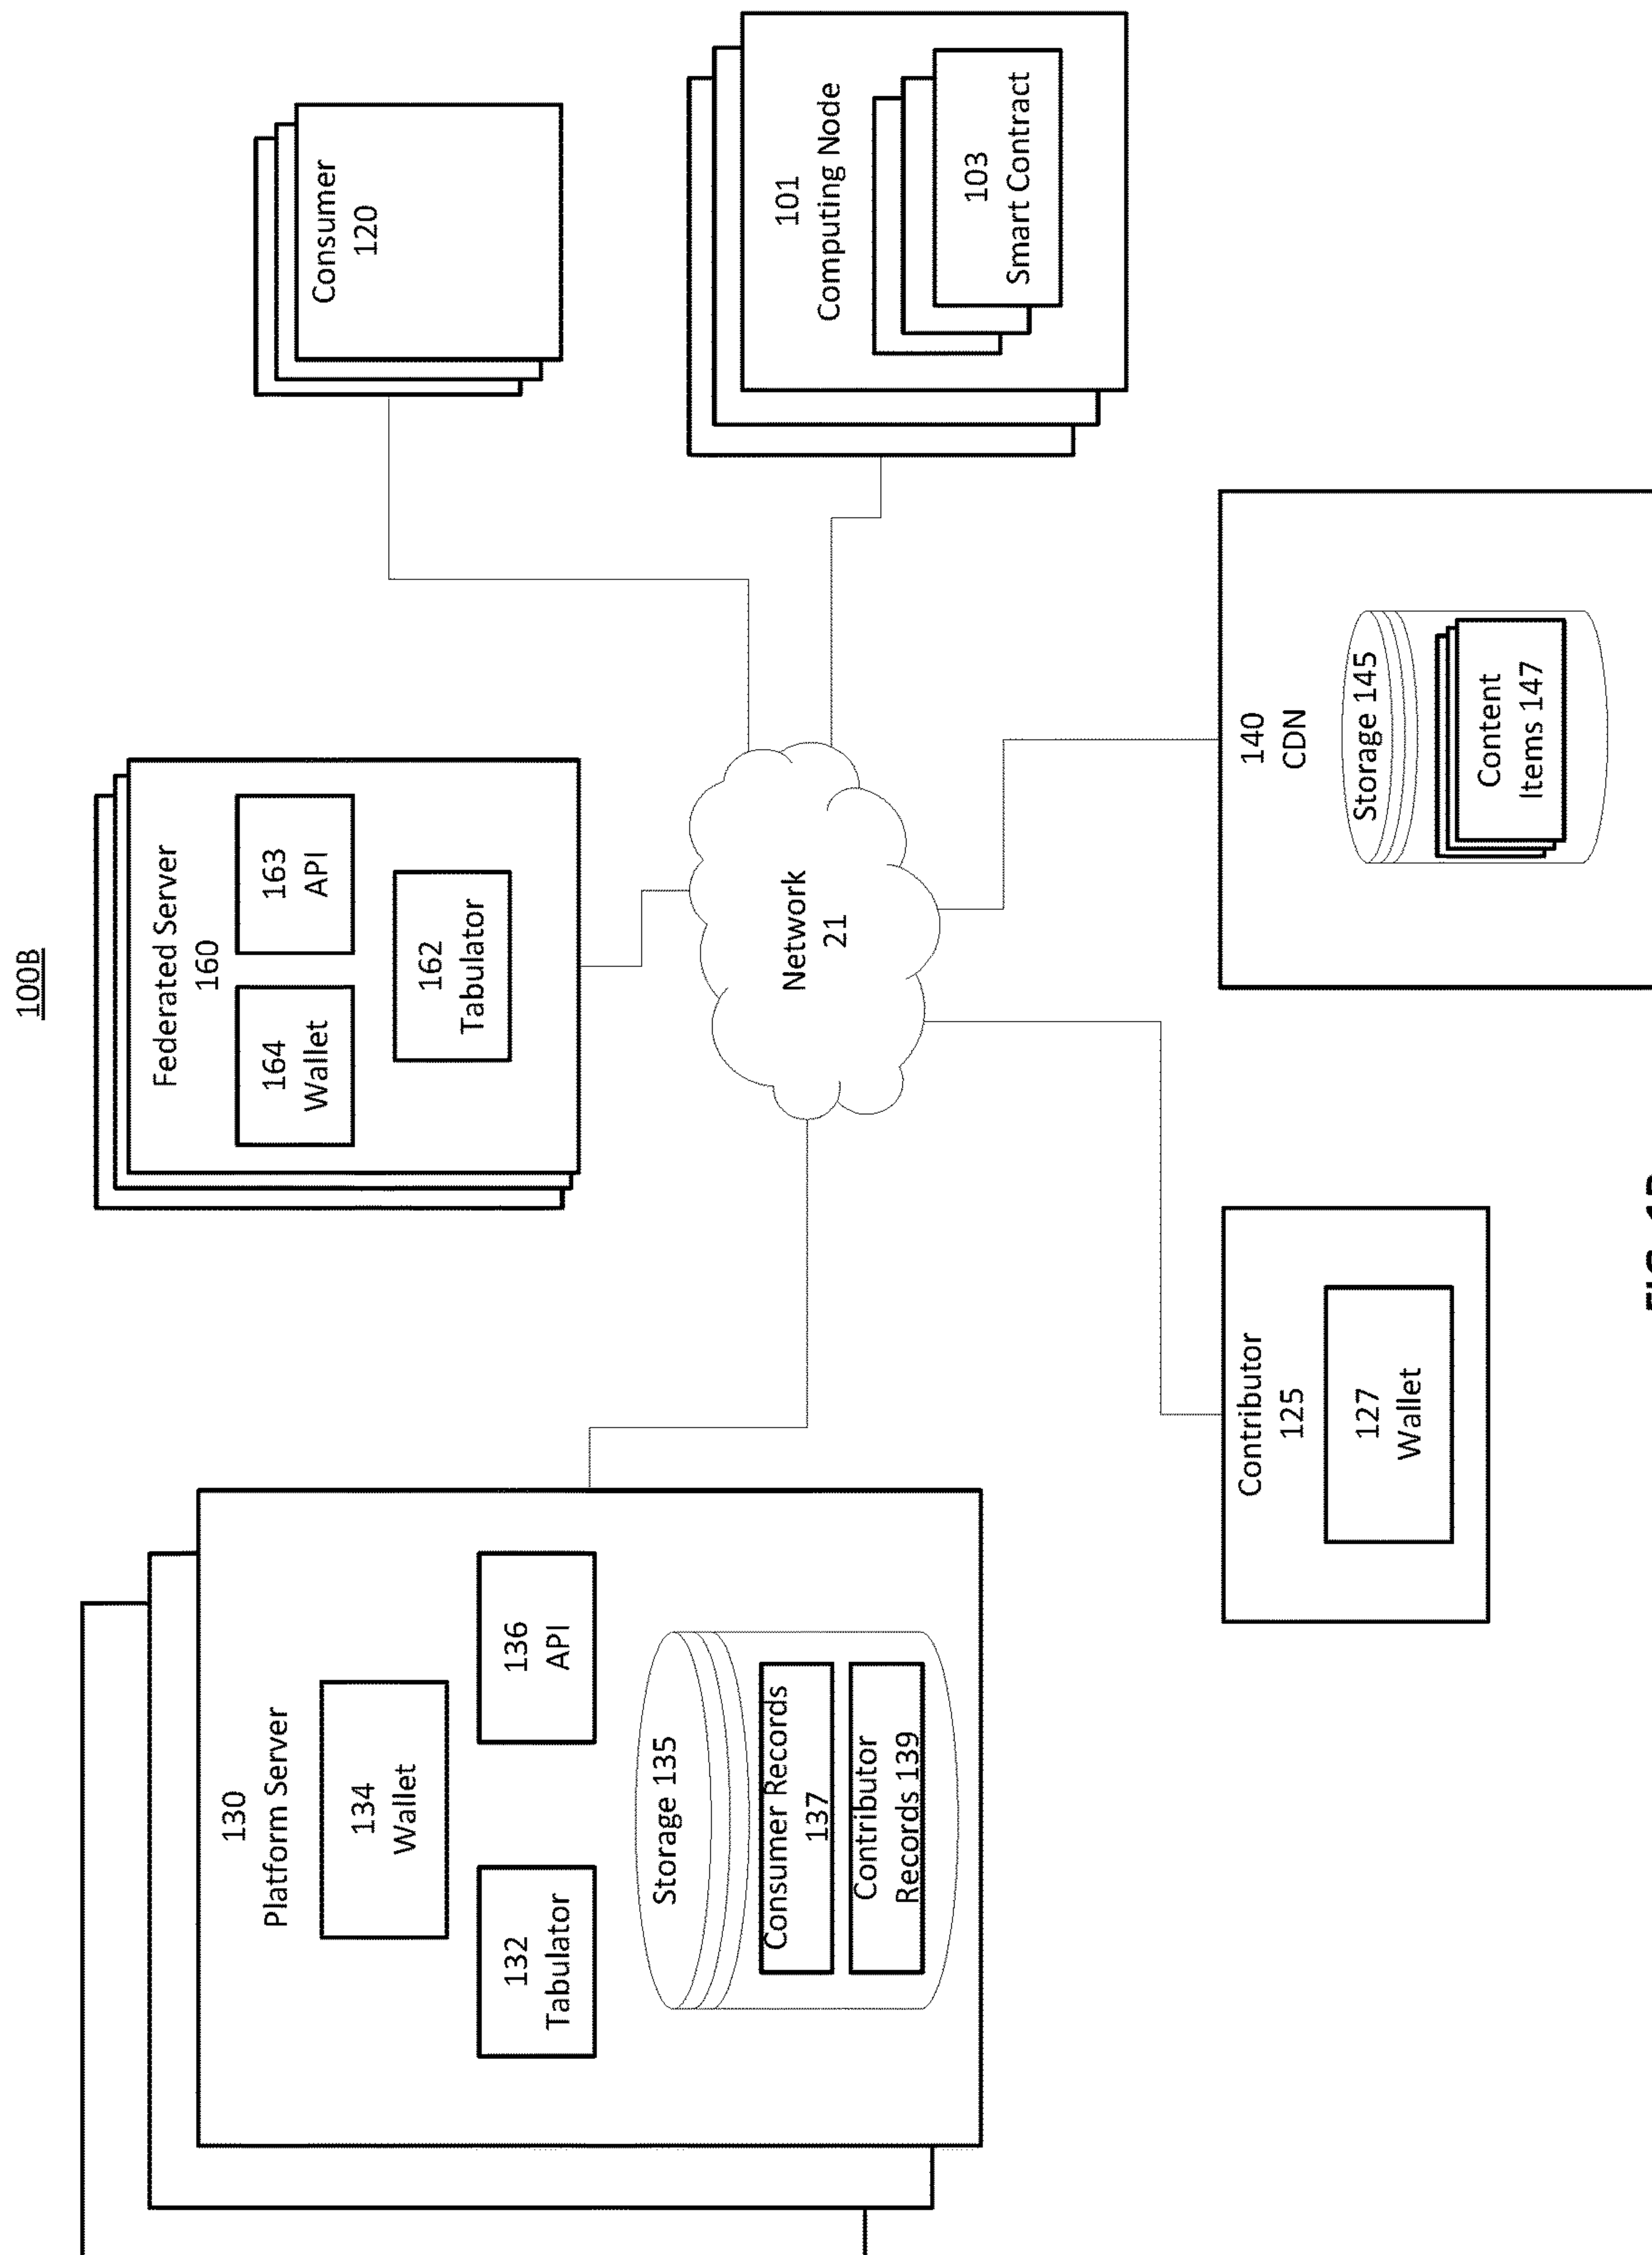 100B
130
Platform Server
134
Wallet
132
Tabulator
136
API
Storage 135
Consumer Records
137
Contributor
Records 139
Federated Server
160
164
Wallet
163
API
162
Tabulator
Consumer
120
Network
21
101
Computing Node
103
Smart Contract
Contributor
125
127
Wallet
140
CDN
Storage 145
Content
Items 147